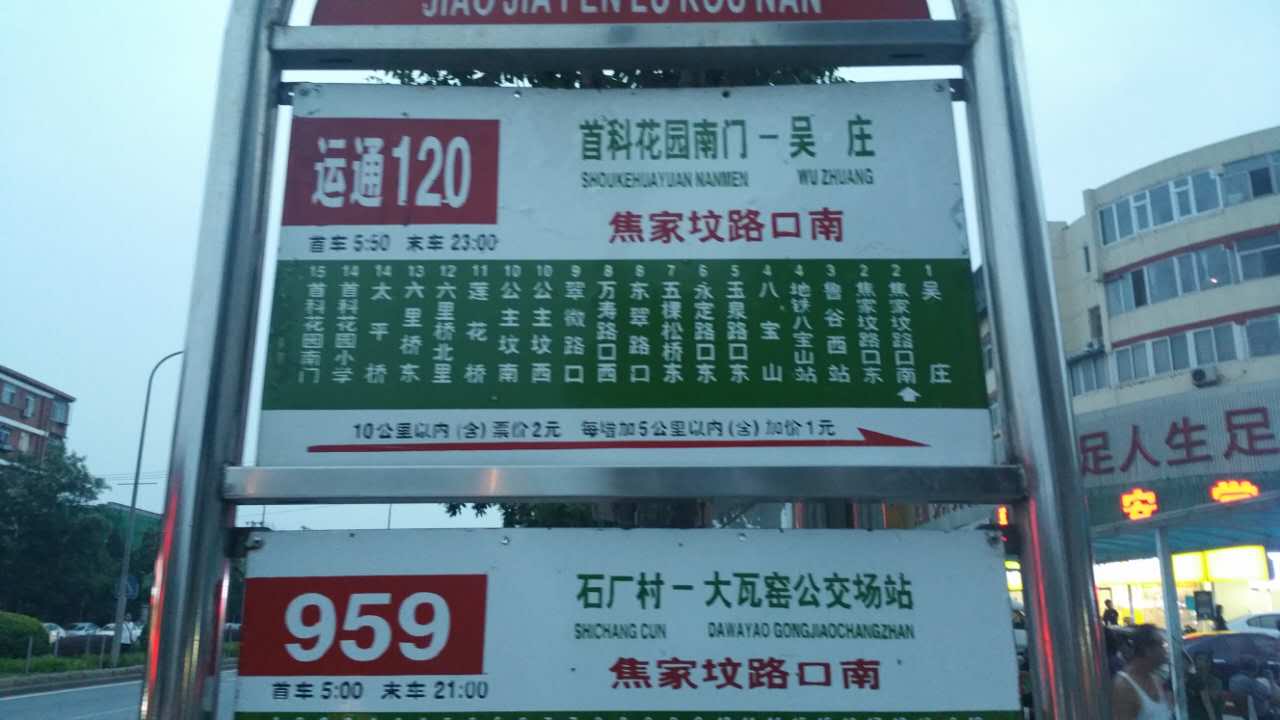 JIAO JIA FEN LU KOU NAN
运通120
首科花园南门－吴 庄
SHOUKEHUAYUAN NANMEN WU ZHUANG
焦家坟路口南
首车 5:50 末车 23:00
15 首科花园南门
14 首科花园小学
14 太平桥
13 六里桥东
12 六里桥北里
11 莲花桥
10 公主坟南
10 公主坟西
9 翠微路口
8 万寿路口西
8 东翠路口
7 五棵松桥东
6 永定路口东
5 玉泉路口东
4 八宝山
4 地铁八宝山站
3 鲁谷西站
2 焦家坟路口东
2 焦家坟路口南
1 吴庄
10公里以内(含)票价2元 每增加5公里以内(含)加价1元
足人生足
容 堂
959
石厂村－大瓦窑公交场站
SHICHANG CUN DAWAYAO GONGJIAOCHANGZHAN
焦家坟路口南
首车 5:00 末车 21:00